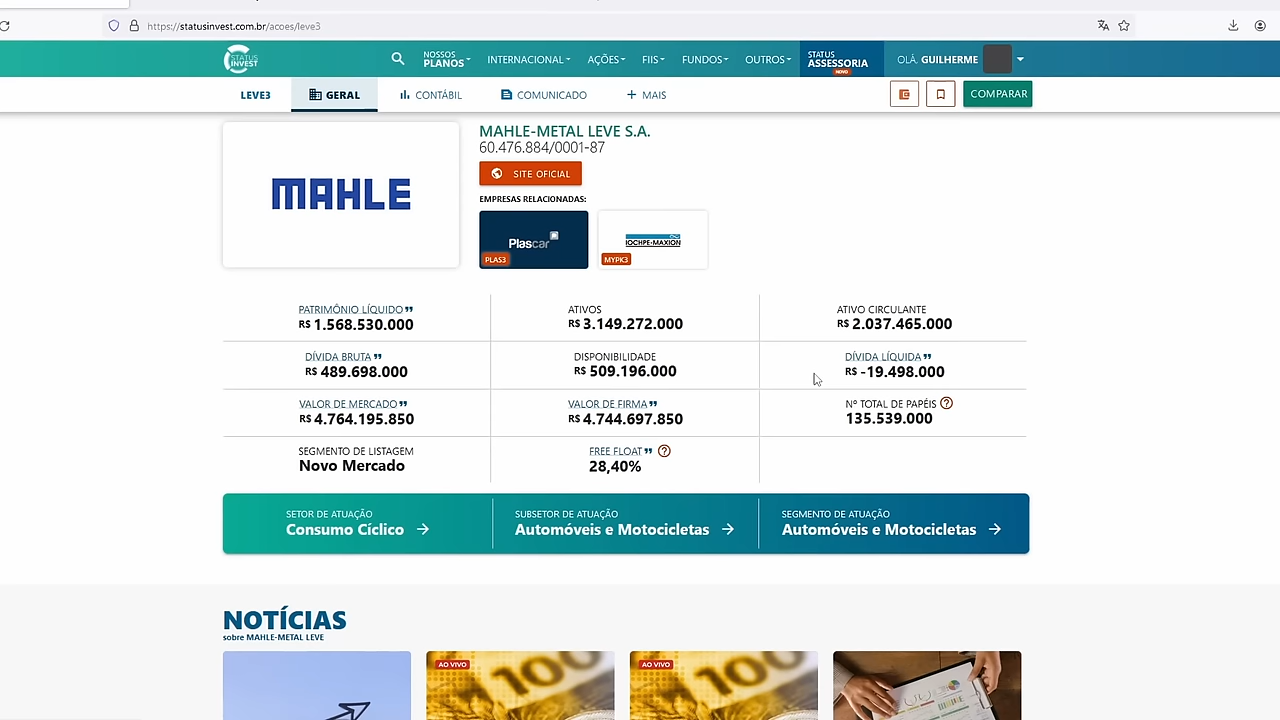 https://statusinvest.com.br/acoes/leve3
STATUS
INVEST
NOSSOS
PLANOS
INTERNACIONAL
AÇÕES
FIIS
FUNDOS
OUTROS
STATUS
ASSESSORIA
NOVO
OLÁ, GUILHERME
LEVE3
GERAL
CONTÁBIL
COMUNICADO
+ MAIS
COMPARAR
MAHLE
MAHLE-METAL LEVE S.A.
60.476.884/0001-87
SITE OFICIAL
EMPRESAS RELACIONADAS:
Plascar
PLAS3
IOCHPE-MAXION
MYPK3
PATRIMÔNIO LÍQUIDO
R$ 1.568.530.000
ATIVOS
R$ 3.149.272.000
ATIVO CIRCULANTE
R$ 2.037.465.000
DÍVIDA BRUTA
R$ 489.698.000
DISPONIBILIDADE
R$ 509.196.000
DÍVIDA LÍQUIDA
R$ -19.498.000
VALOR DE MERCADO
R$ 4.764.195.850
VALOR DE FIRMA
R$ 4.744.697.850
Nº TOTAL DE PAPÉIS
135.539.000
SEGMENTO DE LISTAGEM
Novo Mercado
FREE FLOAT
28,40%
SETOR DE ATUAÇÃO
Consumo Cíclico
SUBSETOR DE ATUAÇÃO
Automóveis e Motocicletas
SEGMENTO DE ATUAÇÃO
Automóveis e Motocicletas
NOTÍCIAS
sobre MAHLE-METAL LEVE
AO VIVO
100
AO VIVO
100